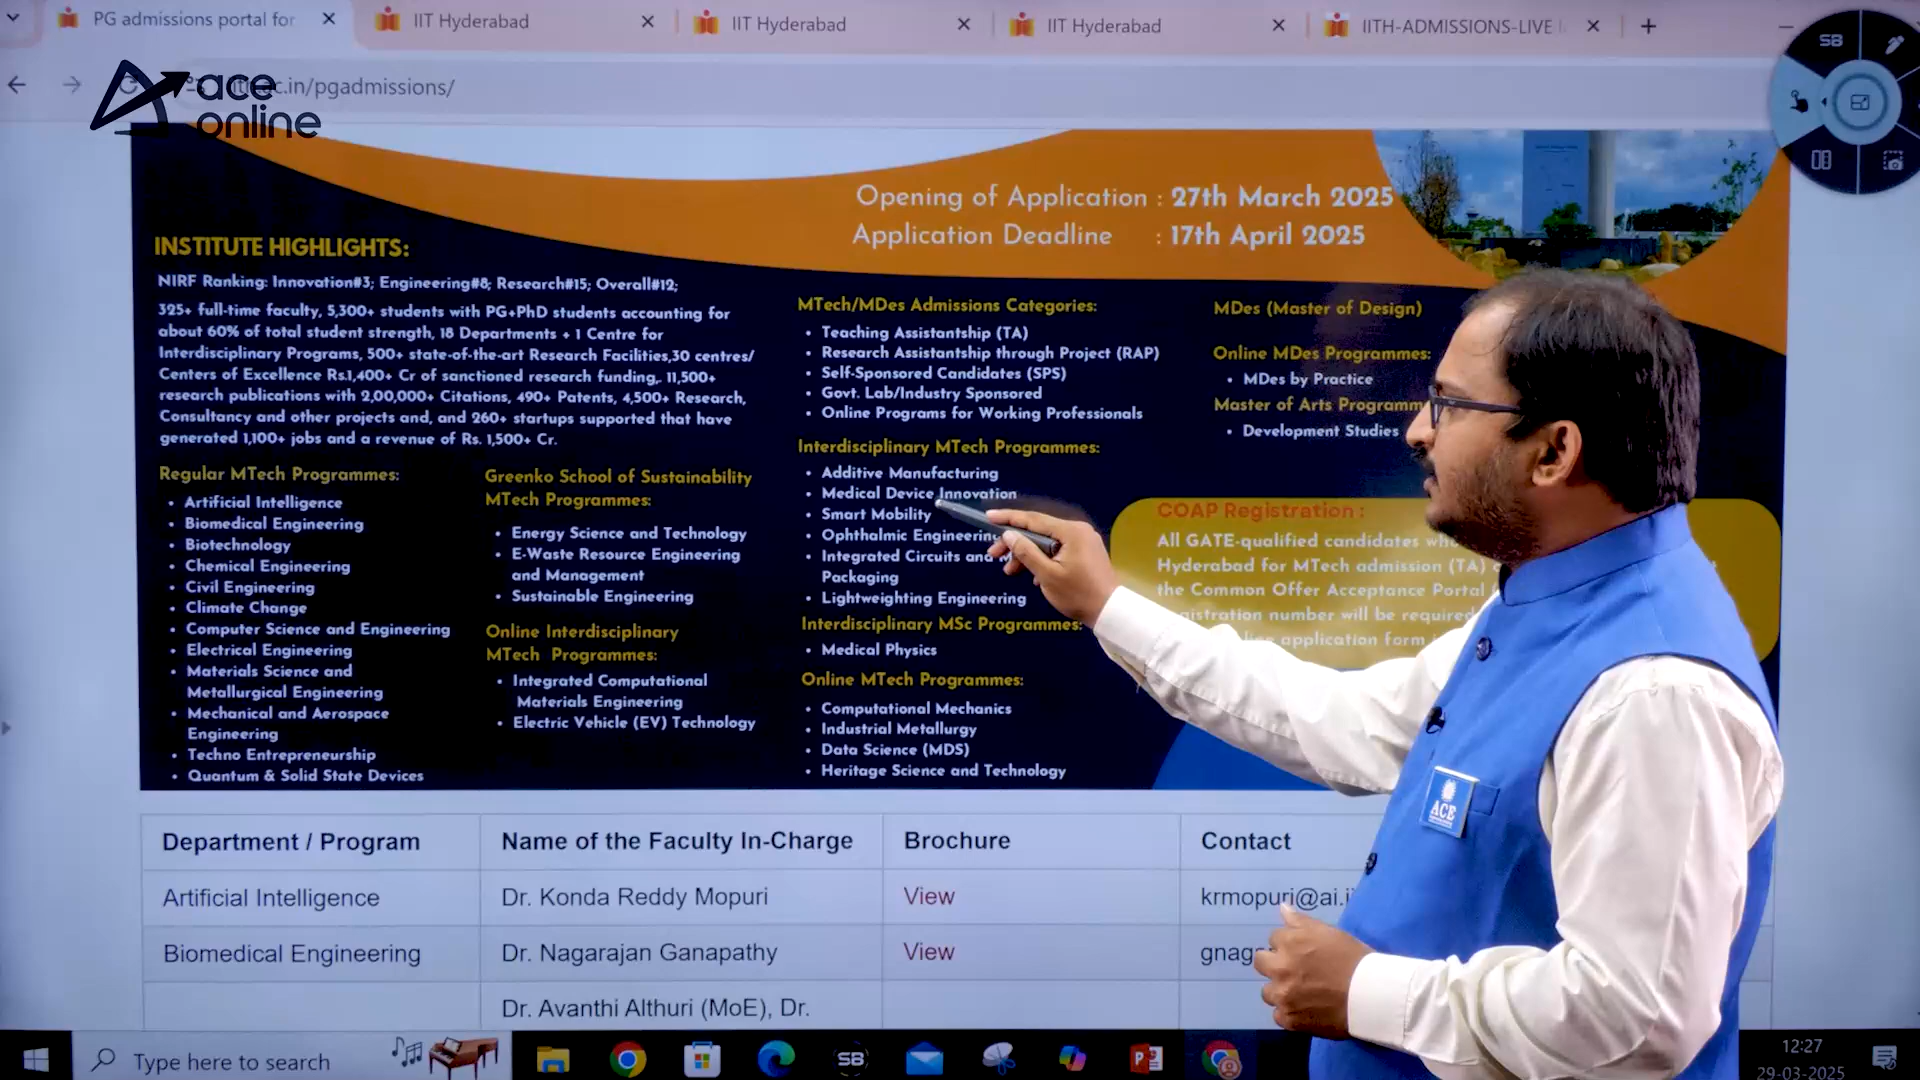 PG admissions portal for
IIT Hyderabad
IIT Hyderabad
IIT Hyderabad
IITH-ADMISSIONS-LIVE
ac.in/pgadmissions/
ace
online
SB
Opening of Application : 27th March 2025
Application Deadline : 17th April 2025
INSTITUTE HIGHLIGHTS:
NIRF Ranking: Innovation#3; Engineering#8; Research#15; Overall#12;
325+ full-time faculty, 5,300+ students with PG+PhD students accounting for
about 60% of total student strength, 18 Departments + 1 Centre for
Interdisciplinary Programs, 500+ state-of-the-art Research Facilities,30 centres/
Centers of Excellence Rs.1,400+ Cr of sanctioned research funding,. 11,500+
research publications with 2,00,000+ Citations, 490+ Patents, 4,500+ Research,
Consultancy and other projects and, and 260+ startups supported that have
generated 1,100+ jobs and a revenue of Rs. 1,500+ Cr.
Regular MTech Programmes:
• Artificial Intelligence
• Biomedical Engineering
• Biotechnology
• Chemical Engineering
• Civil Engineering
• Climate Change
• Computer Science and Engineering
• Electrical Engineering
• Materials Science and
Metallurgical Engineering
• Mechanical and Aerospace
Engineering
• Techno Entrepreneurship
• Quantum & Solid State Devices
Greenko School of Sustainability
MTech Programmes:
• Energy Science and Technology
• E-Waste Resource Engineering
and Management
• Sustainable Engineering
Online Interdisciplinary
MTech Programmes:
• Integrated Computational
Materials Engineering
• Electric Vehicle (EV) Technology
MTech/MDes Admissions Categories:
• Teaching Assistantship (TA)
• Research Assistantship through Project (RAP)
• Self-Sponsored Candidates (SPS)
• Govt. Lab/Industry Sponsored
• Online Programs for Working Professionals
Interdisciplinary MTech Programmes:
• Additive Manufacturing
• Medical Device Innovation
• Smart Mobility
• Ophthalmic Engineering
• Integrated Circuits and
Packaging
• Lightweighting Engineering
Interdisciplinary MSc Programmes:
• Medical Physics
Online MTech Programmes:
• Computational Mechanics
• Industrial Metallurgy
• Data Science (MDS)
• Heritage Science and Technology
MDes (Master of Design)
Online MDes Programmes:
• MDes by Practice
Master of Arts Programm
• Development Studies
COAP Registration :
All GATE-qualified candidates
Hyderabad for MTech admission (TA)
the Common Offer Acceptance Portal
number will be required
application form
ACE
Department / Program Name of the Faculty In-Charge Brochure Contact
Artificial Intelligence Dr. Konda Reddy Mopuri View krmopuri@ai.i
Biomedical Engineering Dr. Nagarajan Ganapathy View gnag
Dr. Avanthi Althuri (MoE), Dr.
Type here to search
SB
12:27
29-03-2025